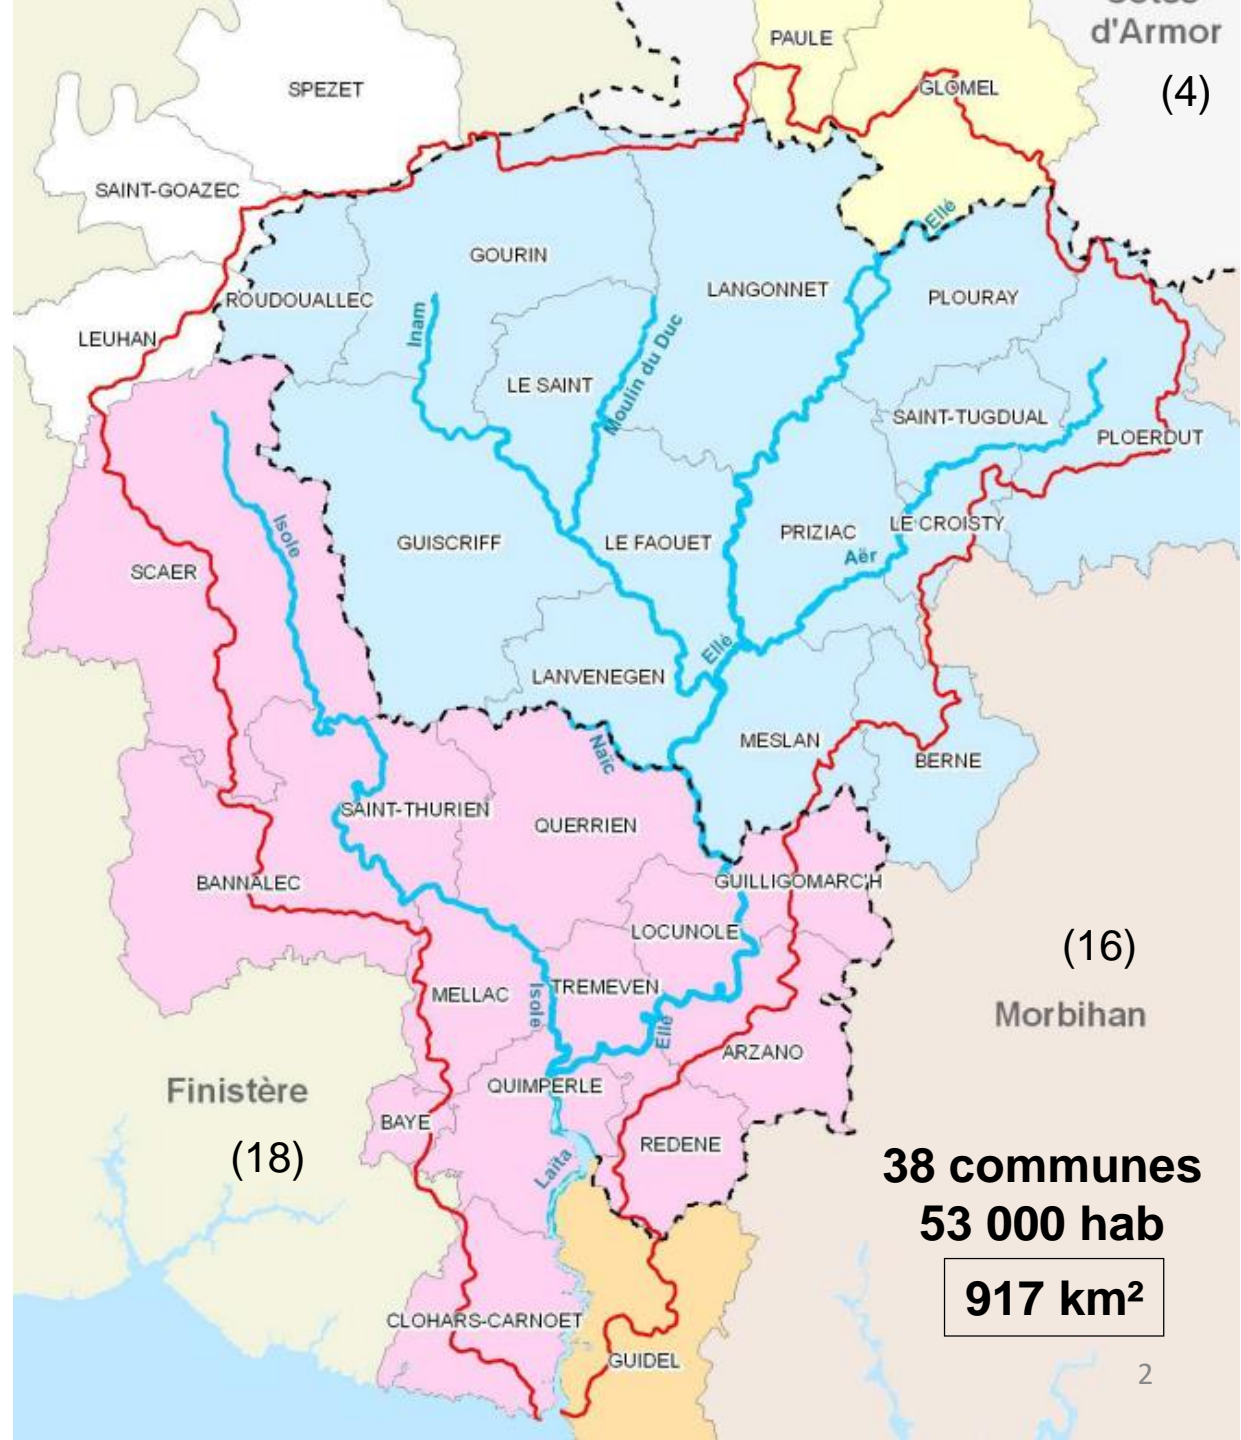 Côtes
d'Armor
(4)
PAULE
GLOMEL
SPEZET
SAINT-GOAZEC
Ellé
GOURIN
LANGONNET
PLOURAY
ROUDOUALLEC
LEUHAN
Inam
Moulin du Duc
LE SAINT
SAINT-TUGDUAL
PLOERDUT
Isole
GUISCRIFF
LE FAOUET
PRIZIAC
LE CROISTY
Aër
SCAER
Ellé
LANVENEGEN
MESLAN
BERNE
Naïc
SAINT-THURIEN
QUERRIEN
BANNALEC
GUILLIGOMARC'H
LOCUNOLE
(16)
Morbihan
MELLAC
Isole
TREMEVEN
Ellé
ARZANO
Finistère
(18)
QUIMPERLE
BAYE
REDENE
Laïta
38 communes
53 000 hab
917 km²
CLOHARS-CARNOET
GUIDEL
2